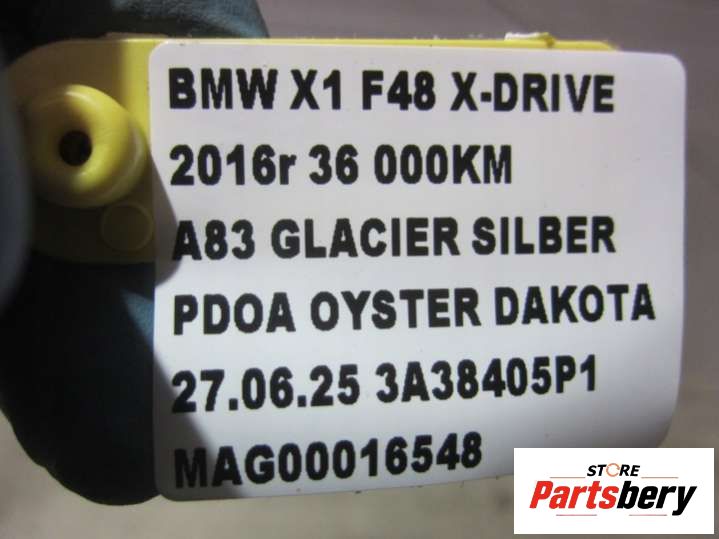 BMW X1 F48 X-DRIVE
2016r 36 000KM
A83 GLACIER SILBER
PDOA OYSTER DAKOTA
27.06.25 3A38405P1
MAG00016548
STORE
Partsbery